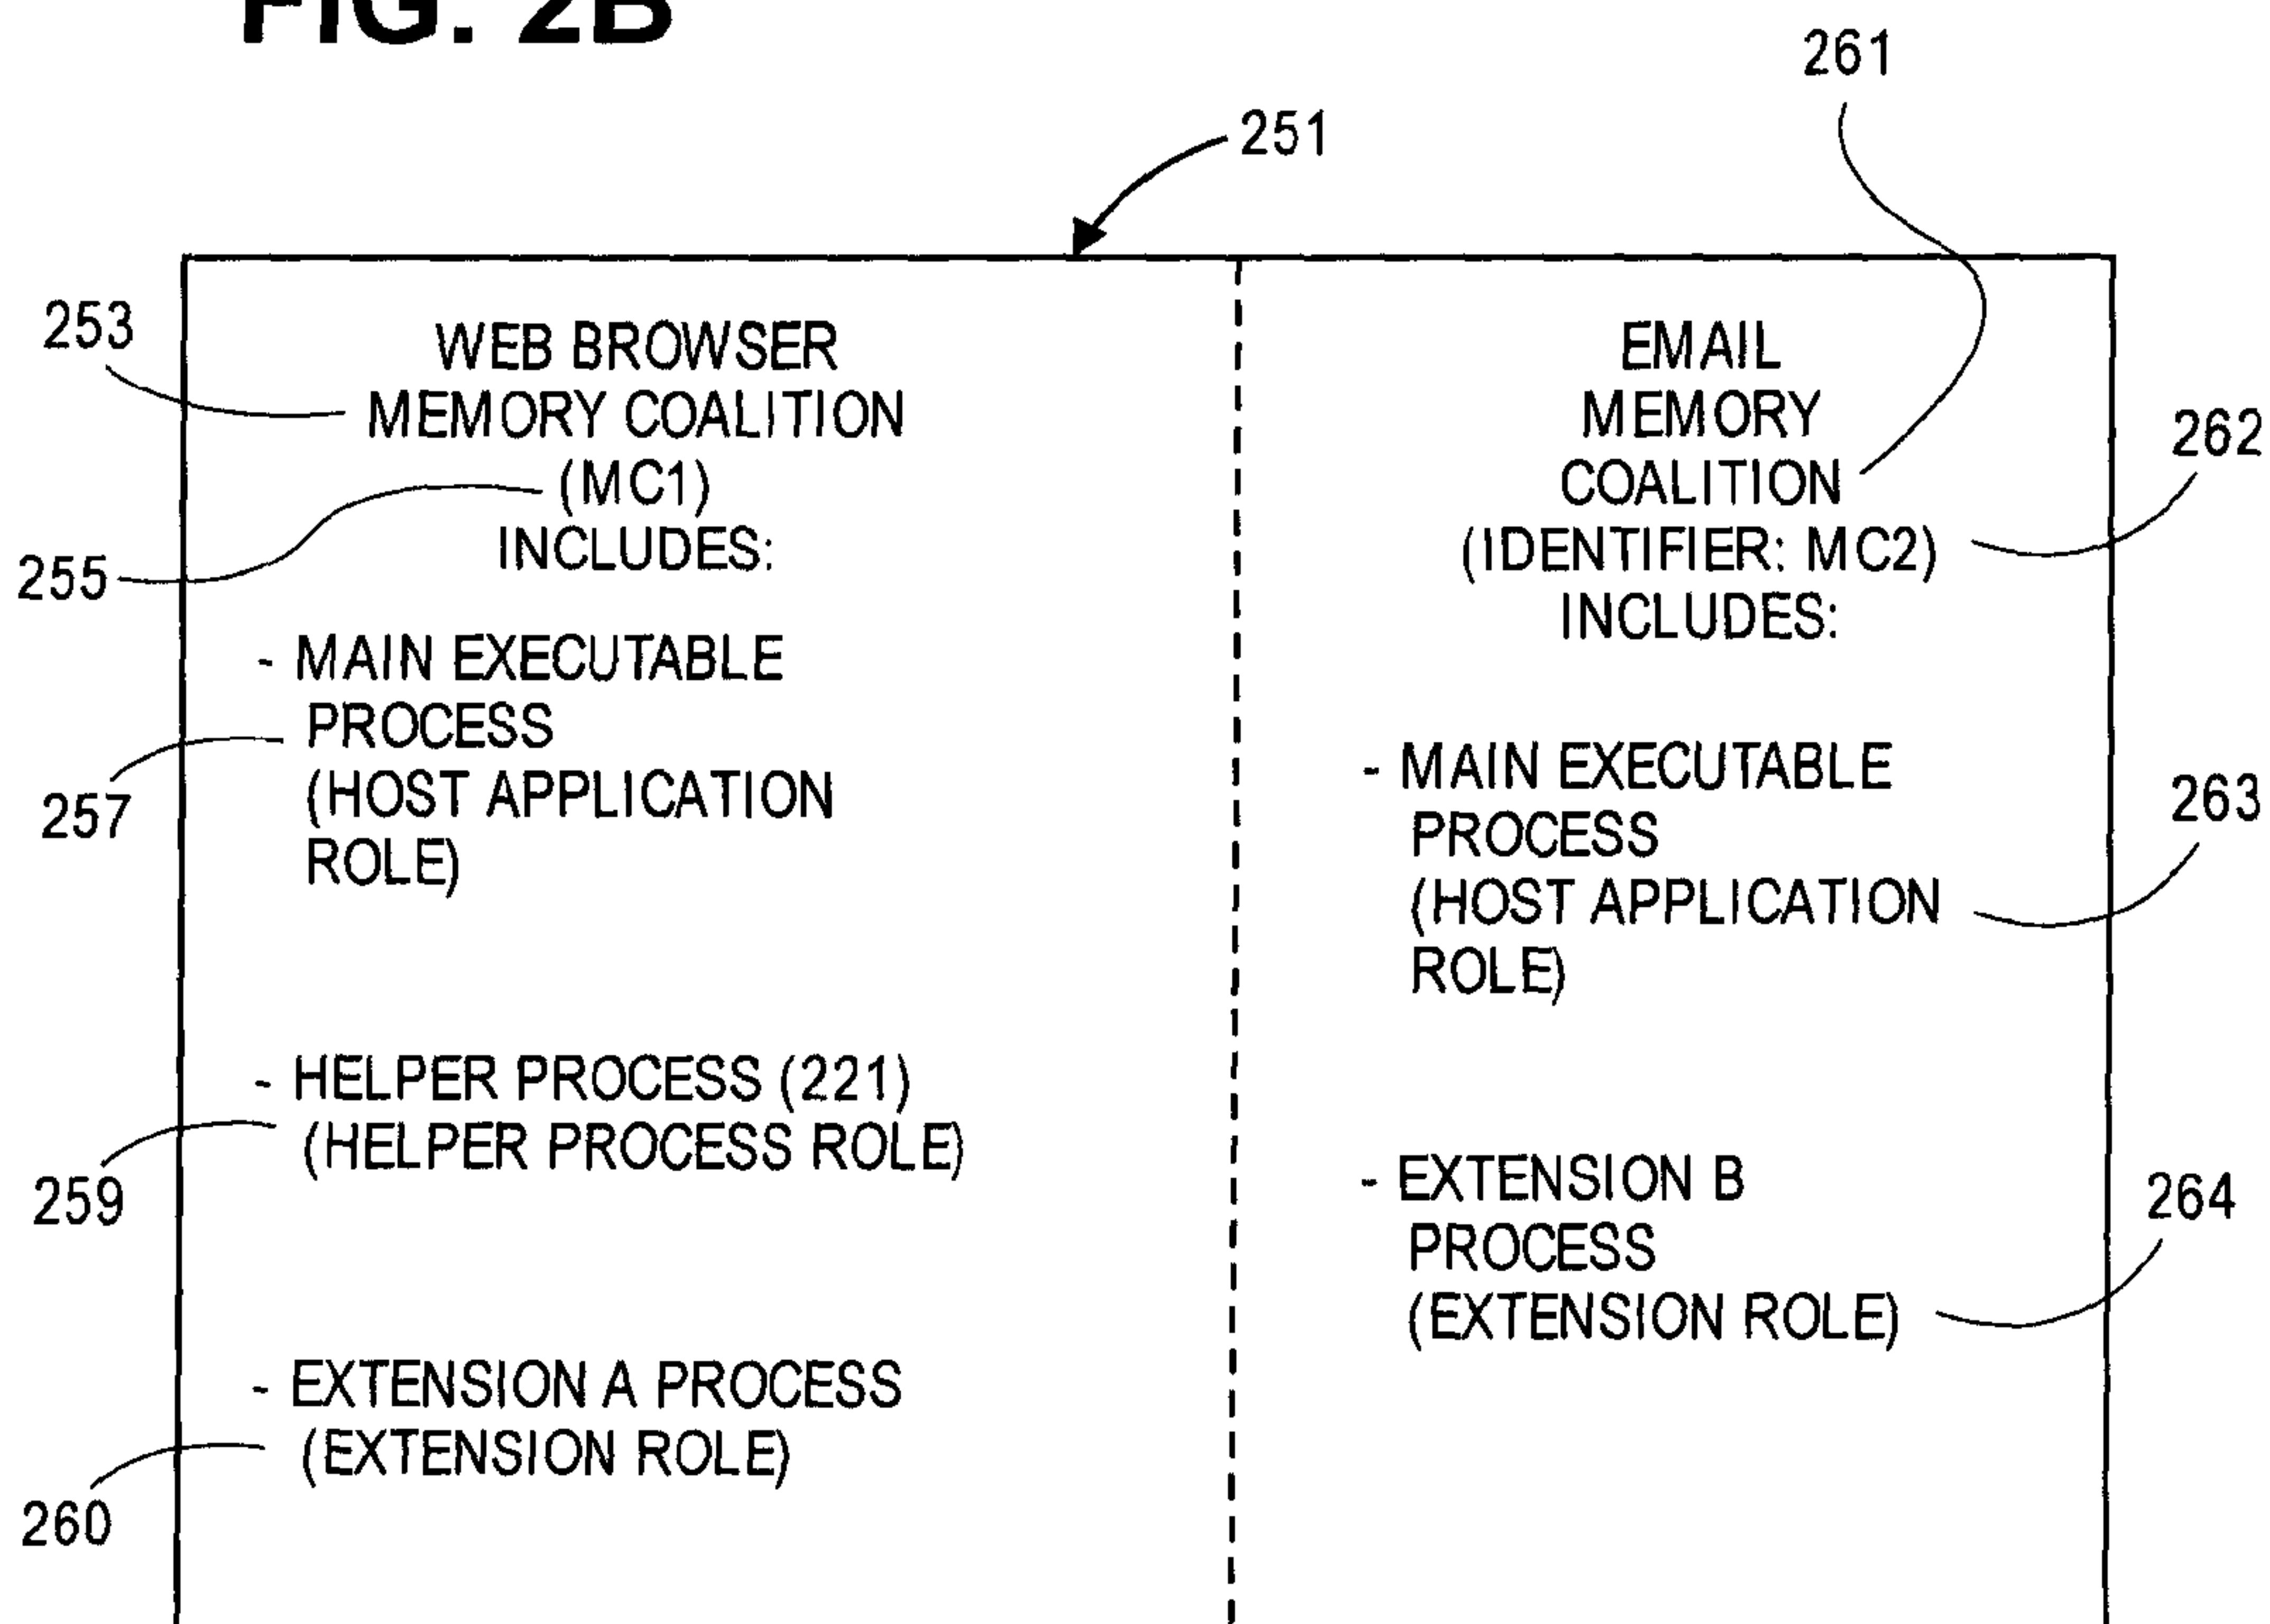 FIG. 2B
261
251
253
WEB BROWSER
MEMORY COALITION
(MC1)
INCLUDES:
255
- MAIN EXECUTABLE
PROCESS
(HOST APPLICATION
ROLE)
257
- HELPER PROCESS (221)
(HELPER PROCESS ROLE)
259
- EXTENSION A PROCESS
(EXTENSION ROLE)
260
EMAIL
MEMORY
COALITION
(IDENTIFIER: MC2)
INCLUDES:
262
- MAIN EXECUTABLE
PROCESS
(HOST APPLICATION
ROLE)
263
- EXTENSION B
PROCESS
(EXTENSION ROLE)
264